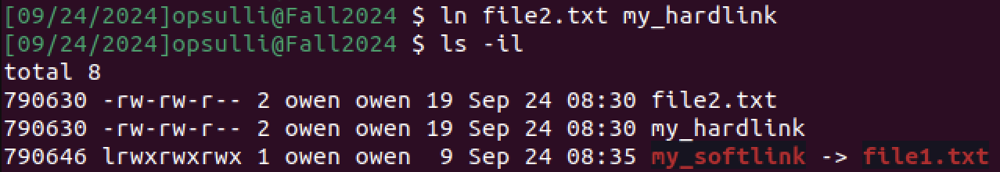 [09/24/2024]opsulli@Fall2024 $ ln file2.txt my_hardlink
[09/24/2024]opsulli@Fall2024 $ ls -il
total 8
790630 -rw-rw-r-- 2 owen owen 19 Sep 24 08:30 file2.txt
790630 -rw-rw-r-- 2 owen owen 19 Sep 24 08:30 my_hardlink
790646 lrwxrwxrwx 1 owen owen  9 Sep 24 08:35 my_softlink -> file1.txt